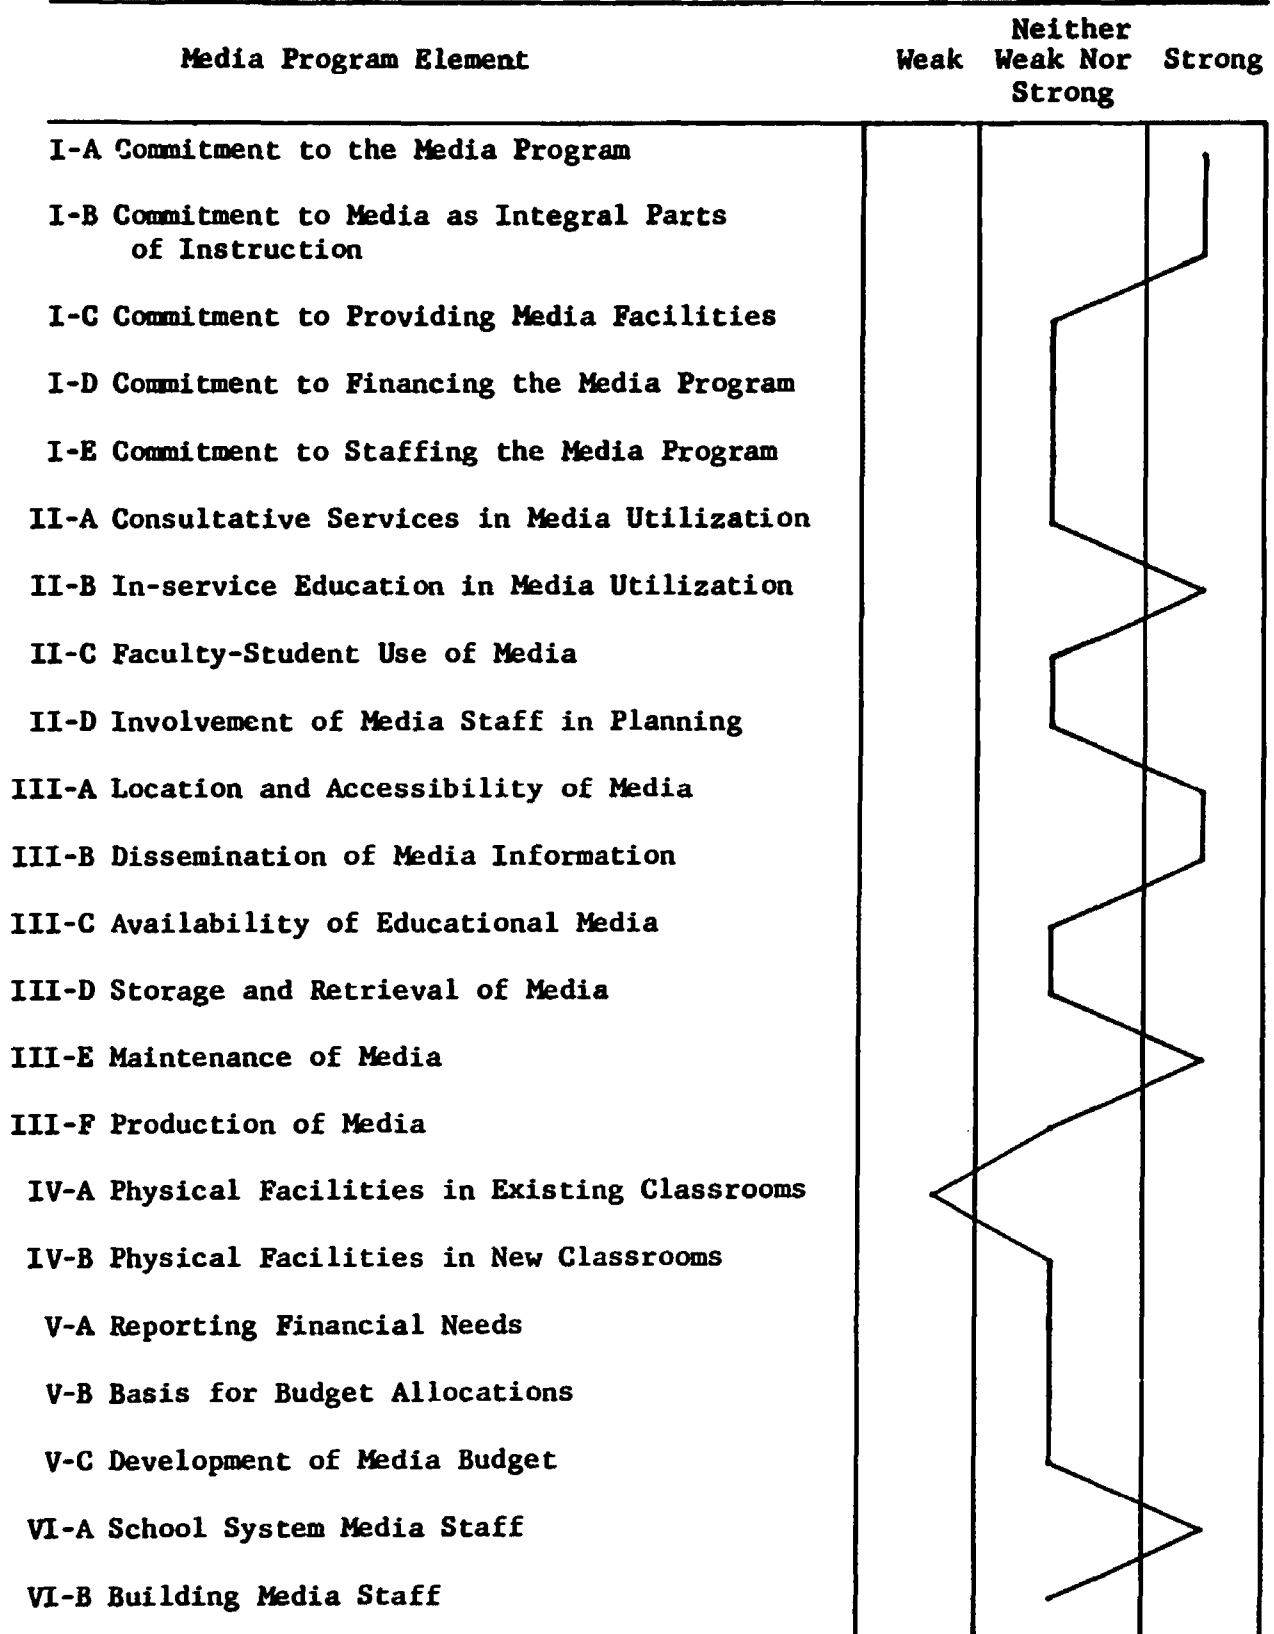 Neither
Media Program Element Weak Weak Nor Strong
Strong
I-A Commitment to the Media Program
I-B Commitment to Media as Integral Parts
of Instruction
I-C Commitment to Providing Media Facilities
I-D Commitment to Financing the Media Program
I-E Commitment to Staffing the Media Program
II-A Consultative Services in Media Utilization
II-B In-service Education in Media Utilization
II-C Faculty-Student Use of Media
II-D Involvement of Media Staff in Planning
III-A Location and Accessibility of Media
III-B Dissemination of Media Information
III-C Availability of Educational Media
III-D Storage and Retrieval of Media
III-E Maintenance of Media
III-F Production of Media
IV-A Physical Facilities in Existing Classrooms
IV-B Physical Facilities in New Classrooms
V-A Reporting Financial Needs
V-B Basis for Budget Allocations
V-C Development of Media Budget
VI-A School System Media Staff
VI-B Building Media Staff